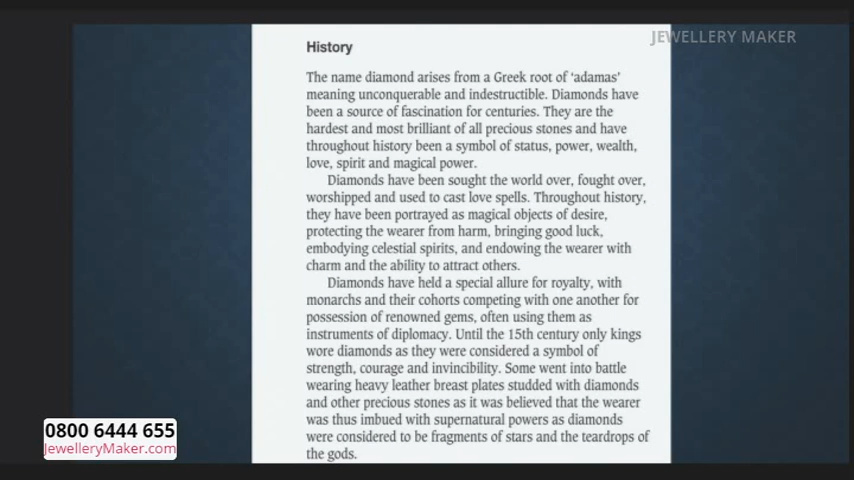 JEWELLERY MAKER
History
The name diamond arises from a Greek root of ‘adamas’
meaning unconquerable and indestructible. Diamonds have
been a source of fascination for centuries. They are the
hardest and most brilliant of all precious stones and have
throughout history been a symbol of status, power, wealth,
love, spirit and magical power.
Diamonds have been sought the world over, fought over,
worshipped and used to cast love spells. Throughout history,
they have been portrayed as magical objects of desire,
protecting the wearer from harm, bringing good luck,
embodying celestial spirits, and endowing the wearer with
charm and the ability to attract others.
Diamonds have held a special allure for royalty, with
monarchs and their cohorts competing with one another for
possession of renowned gems, often using them as
instruments of diplomacy. Until the 15th century only kings
wore diamonds as they were considered a symbol of
strength, courage and invincibility. Some went into battle
wearing heavy leather breast plates studded with diamonds
and other precious stones as it was believed that the wearer
was thus imbued with supernatural powers as diamonds
were considered to be fragments of stars and the teardrops of
the gods.
0800 6444 655
JewelleryMaker.com